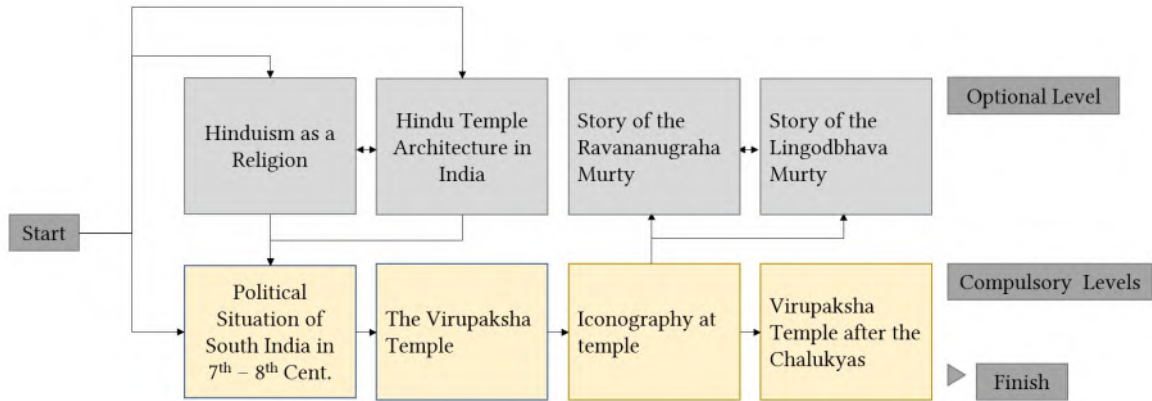 Hinduism as a
Religion
Hindu Temple
Architecture in
India
Story of the
Ravananugraha
Murty
Story of the
Lingodbhava
Murty
Optional Level
Start
Political
Situation of
South India in
7th – 8th Cent.
The Virupaksha
Temple
Iconography at
temple
Virupaksha
Temple after the
Chalukyas
Compulsory Levels
Finish